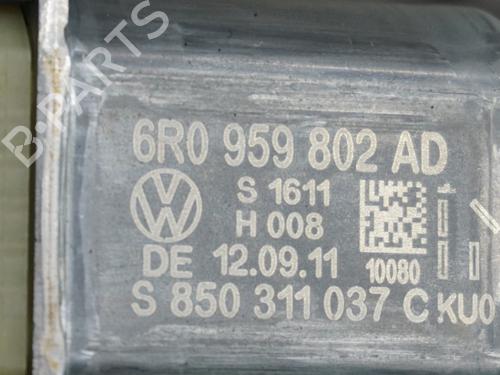 6R0 959 802 AD
S 1611
H 008
DE 12.09.11 10080
S 850 311 037 C KU0
B-PARTS